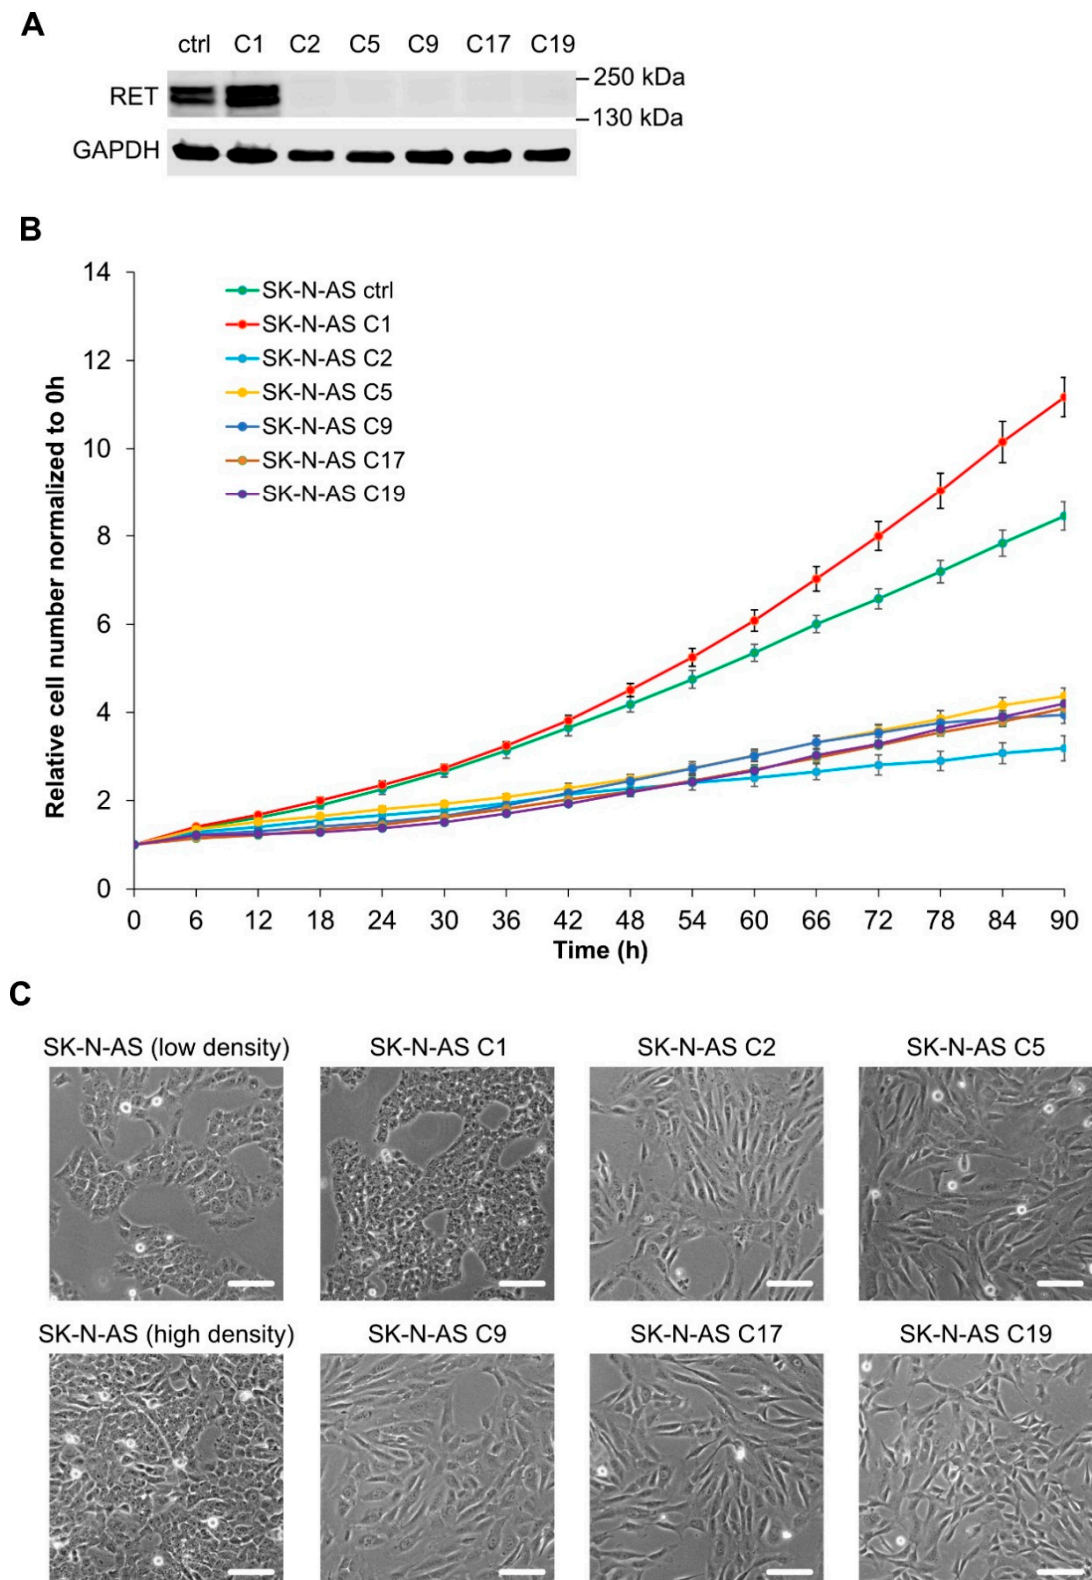 A
ctrl C1 C2 C5 C9 C17 C19
RET
250 kDa
130 kDa
GAPDH
B
14
12
10
8
6
4
2
0
Relative cell number normalized to 0h
SK-N-AS ctrl
SK-N-AS C1
SK-N-AS C2
SK-N-AS C5
SK-N-AS C9
SK-N-AS C17
SK-N-AS C19
0 6 12 18 24 30 36 42 48 54 60 66 72 78 84 90
Time (h)
C
SK-N-AS (low density) SK-N-AS C1 SK-N-AS C2 SK-N-AS C5
SK-N-AS (high density) SK-N-AS C9 SK-N-AS C17 SK-N-AS C19